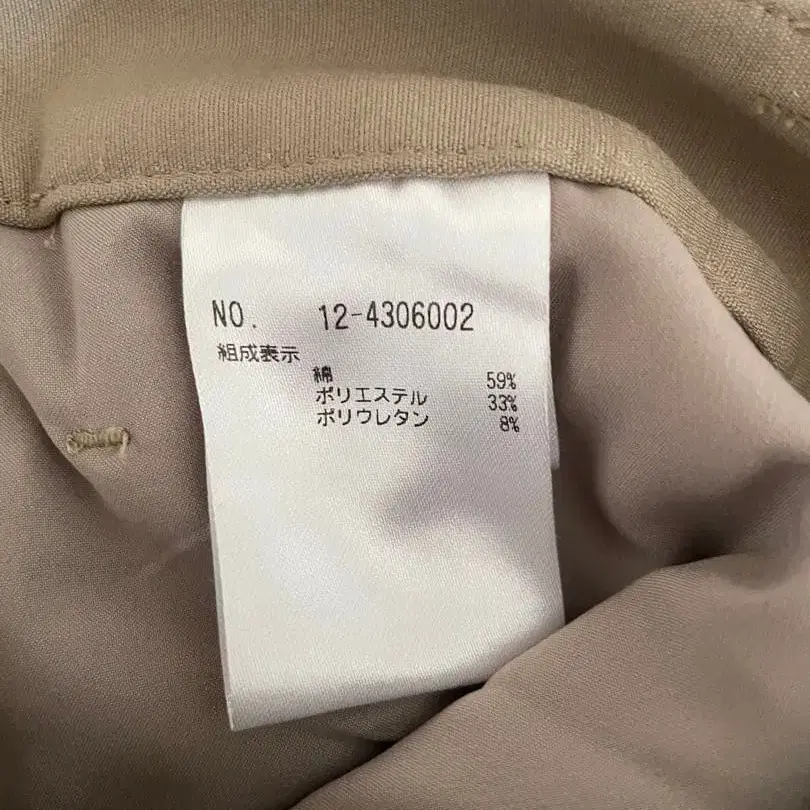 NO. 12-4306002
組成表示
綿 59%
ポリエステル 33%
ポリウレタン 8%